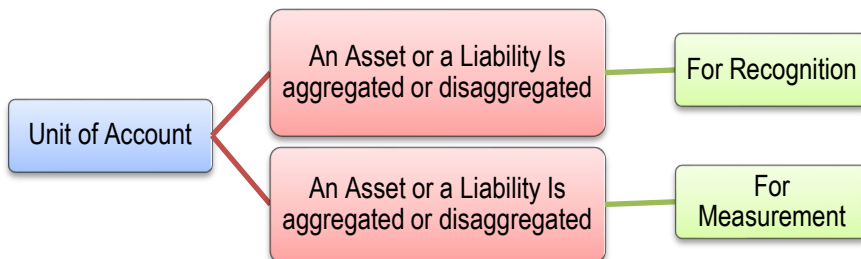 Unit of Account
An Asset or a Liability Is
aggregated or disaggregated
For Recognition
An Asset or a Liability Is
aggregated or disaggregated
For
Measurement